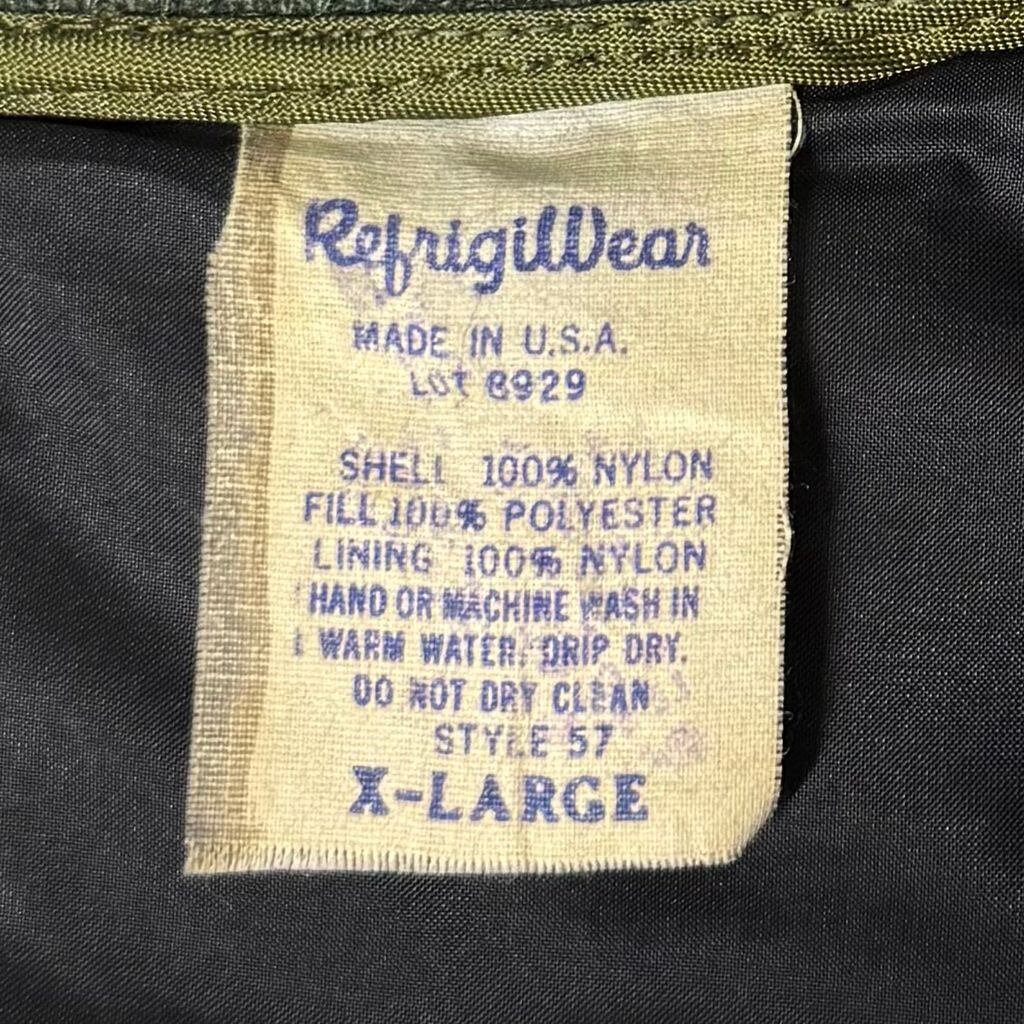 RefrigiWear
MADE IN U.S.A.
LOT 8929
SHELL 100% NYLON
FILL 100% POLYESTER
LINING 100% NYLON
HAND OR MACHINE WASH IN
WARM WATER. DRIP DRY.
DO NOT DRY CLEAN
STYLE 57
X-LARGE